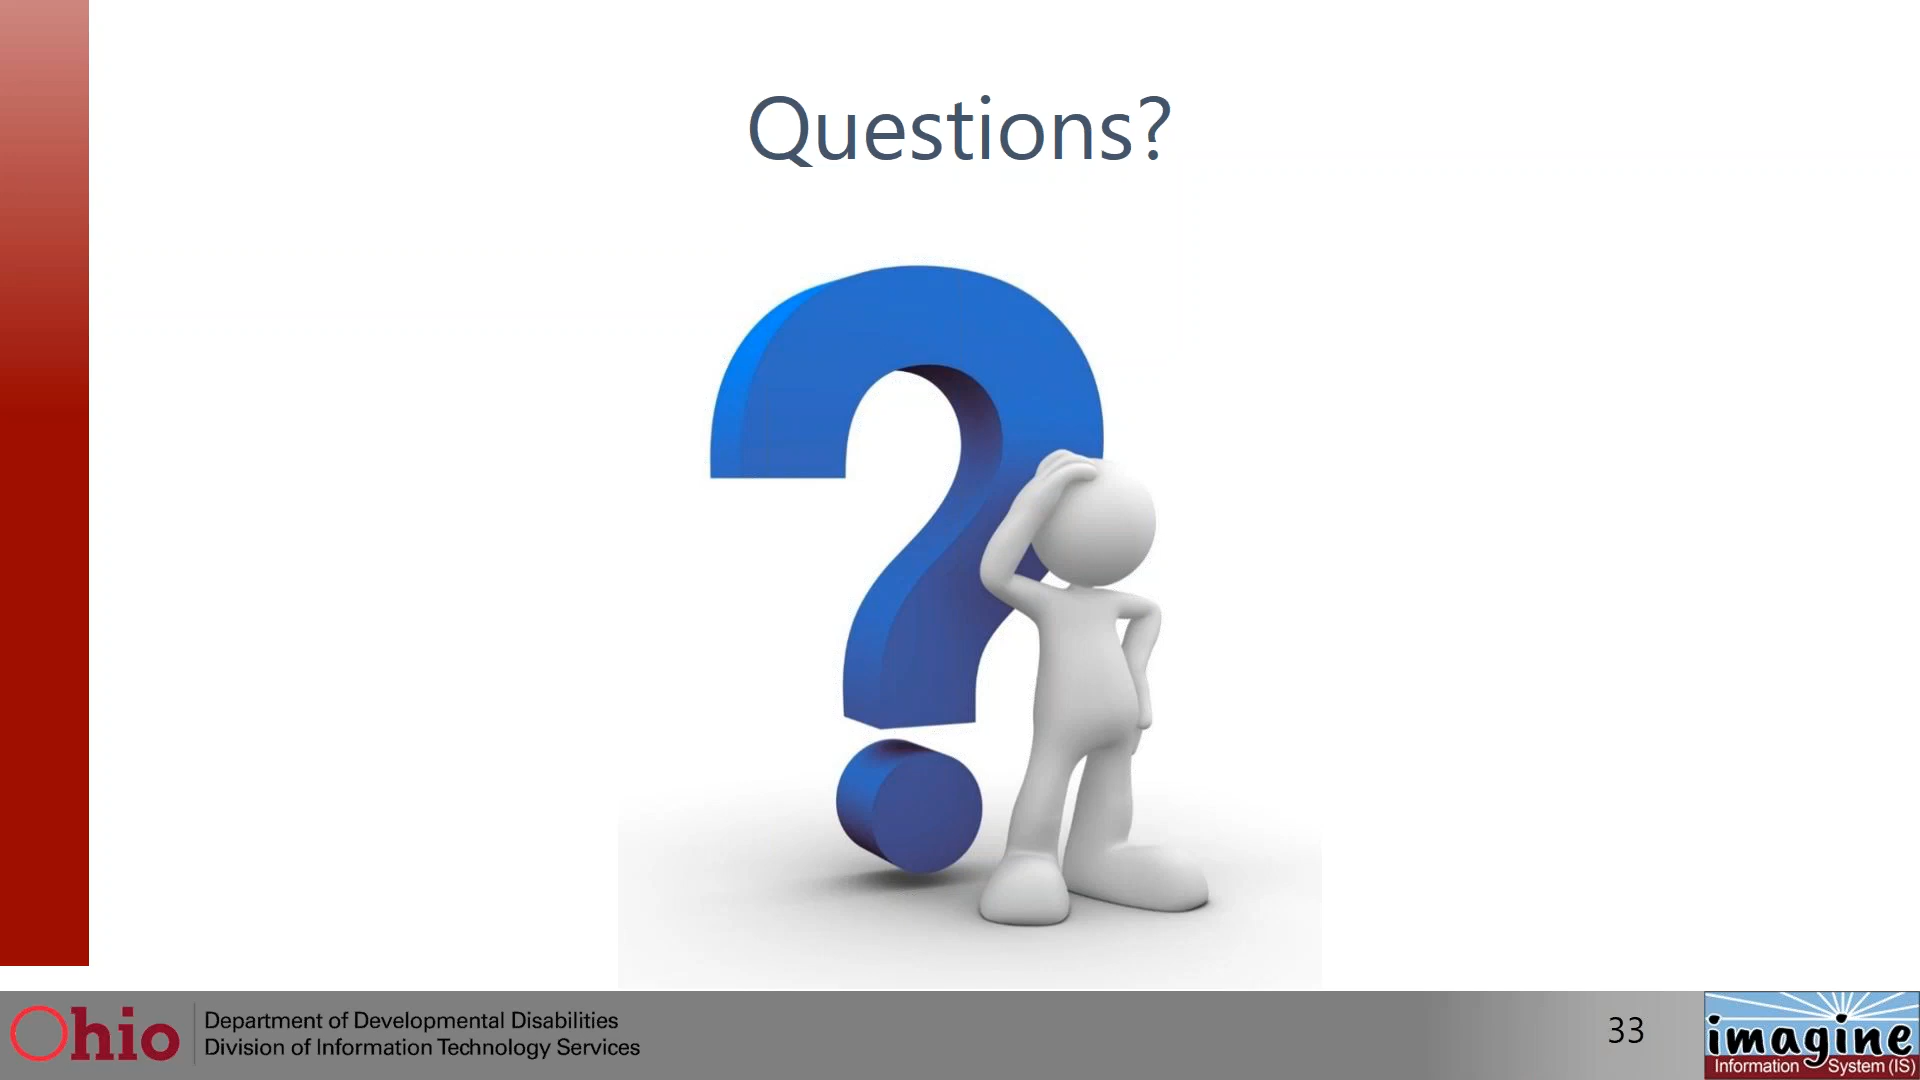 Questions?
Ohio
Department of Developmental Disabilities
Division of Information Technology Services
33
imagine
Information System (IS)